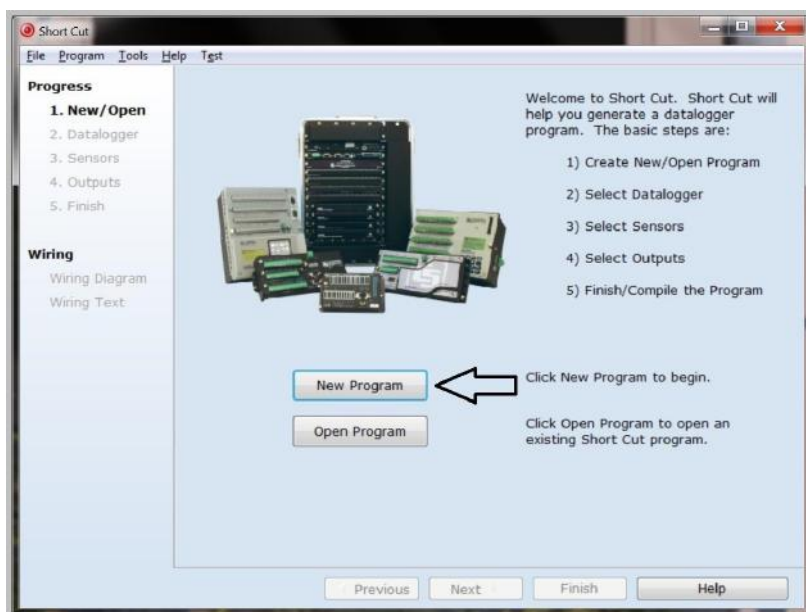 Short Cut
File Program Tools Help Test
Progress
1. New/Open
2. Datalogger
3. Sensors
4. Outputs
5. Finish
Wiring
Wiring Diagram
Wiring Text
Welcome to Short Cut. Short Cut will
help you generate a datalogger
program. The basic steps are:
1) Create New/Open Program
2) Select Datalogger
3) Select Sensors
4) Select Outputs
5) Finish/Compile the Program
New Program
Click New Program to begin.
Open Program
Click Open Program to open an
existing Short Cut program.
Previous Next Finish Help